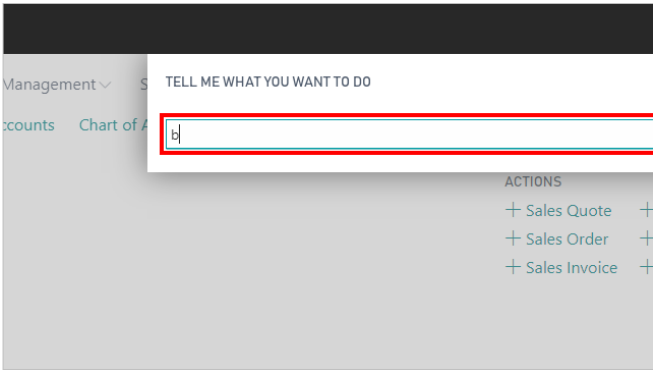 TELL ME WHAT YOU WANT TO DO
Management
S
ccounts Chart of A
b
ACTIONS
+ Sales Quote +
+ Sales Order +
+ Sales Invoice +